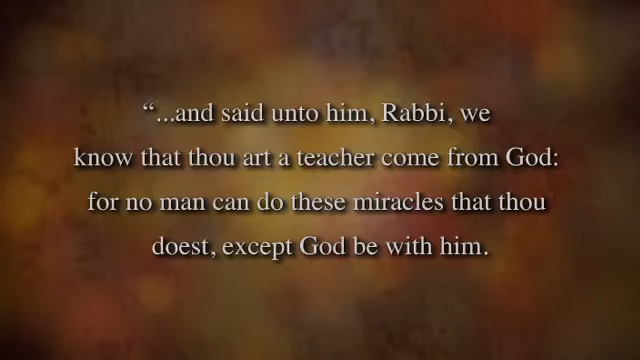 “...and said unto him, Rabbi, we
know that thou art a teacher come from God:
for no man can do these miracles that thou
doest, except God be with him.